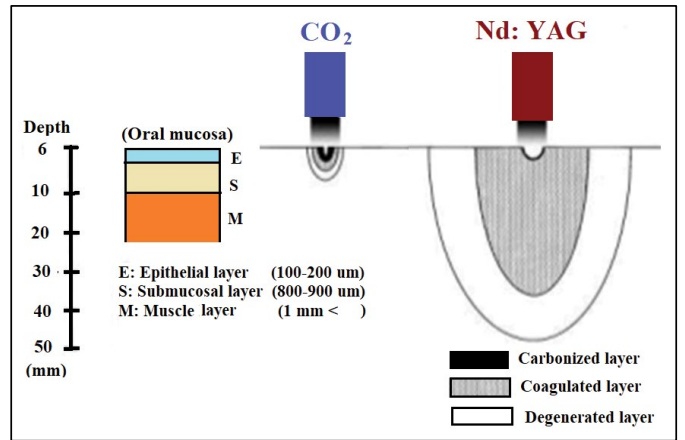 CO₂
Nd: YAG
Depth
(Oral mucosa)
6
E
10
S
M
20
30
40
50
(mm)
E: Epithelial layer (100-200 um)
S: Submucosal layer (800-900 um)
M: Muscle layer (1 mm < )
Carbonized layer
Coagulated layer
Degenerated layer